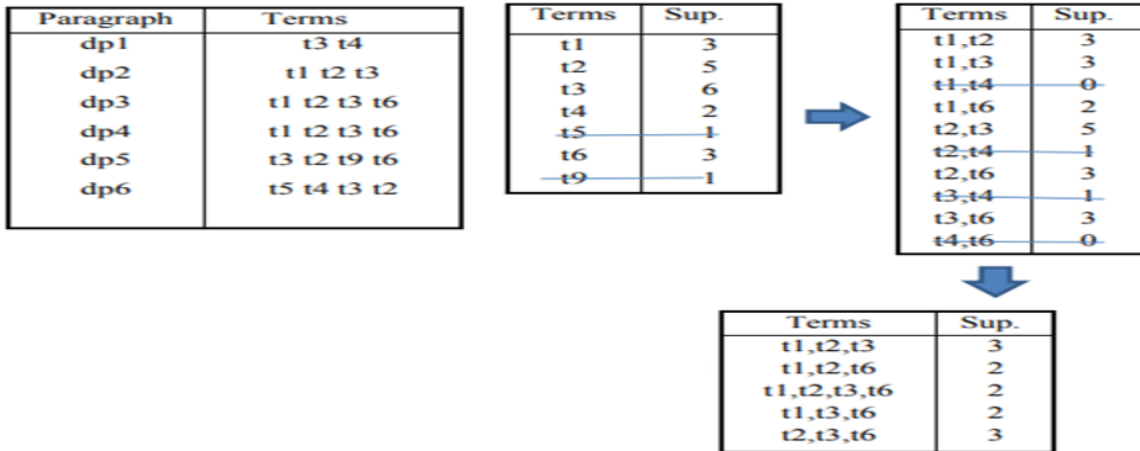 Paragraph Terms
dp1 t3 t4
dp2 t1 t2 t3
dp3 t1 t2 t3 t6
dp4 t1 t2 t3 t6
dp5 t3 t2 t9 t6
dp6 t5 t4 t3 t2
Terms Sup.
t1 3
t2 5
t3 6
t4 2
t5 1
t6 3
t9 1
Terms Sup.
t1,t2 3
t1,t3 3
t1,t4 0
t1,t6 2
t2,t3 5
t2,t4 1
t2,t6 3
t3,t4 1
t3,t6 3
t4,t6 0
Terms Sup.
t1,t2,t3 3
t1,t2,t6 2
t1,t2,t3,t6 2
t1,t3,t6 2
t2,t3,t6 3